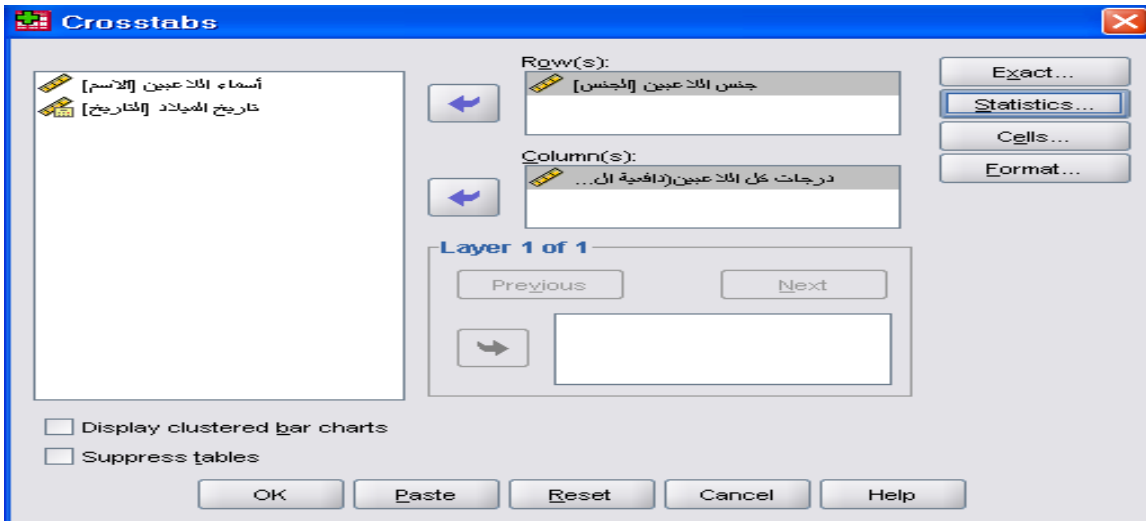 Crosstabs
أسماء اللاعبين [الاسم]
تاريخ الميلاد [التاريخ]
Row(s):
جنس اللاعبين [الجنس]
Column(s):
درجات كل اللاعبين(دافعية ال...
Layer 1 of 1
Previous
Next
Exact...
Statistics...
Cells...
Format...
Display clustered bar charts
Suppress tables
OK
Paste
Reset
Cancel
Help